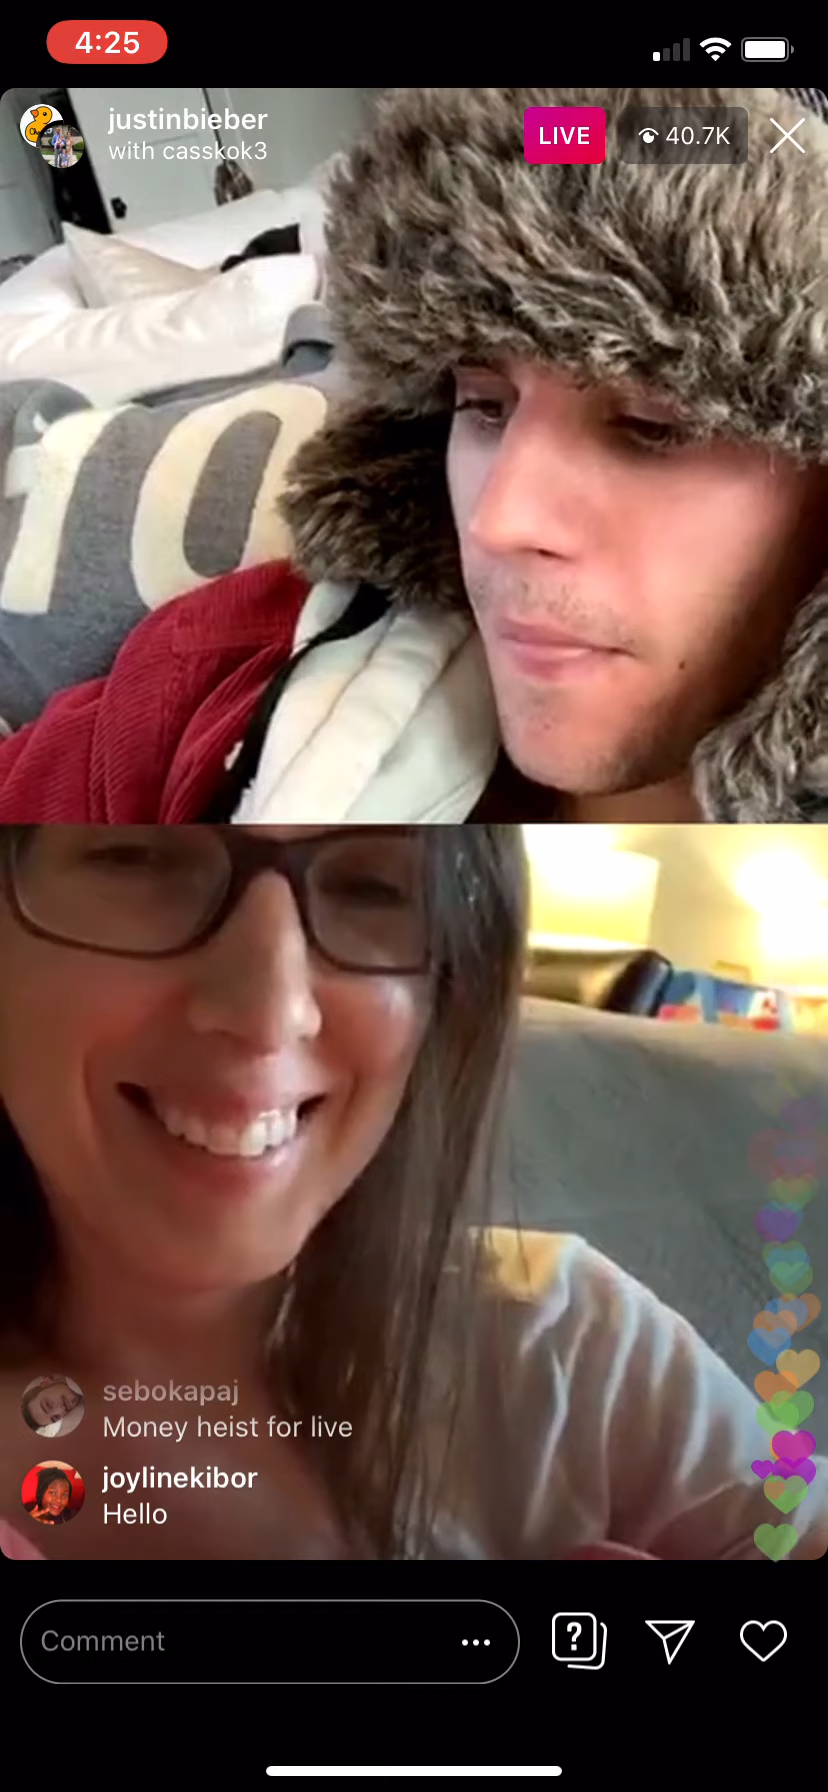 4:25
justinbieber
with casskok3
LIVE
40.7K
sebokapaj
Money heist for live
joylinekibor
Hello
Comment